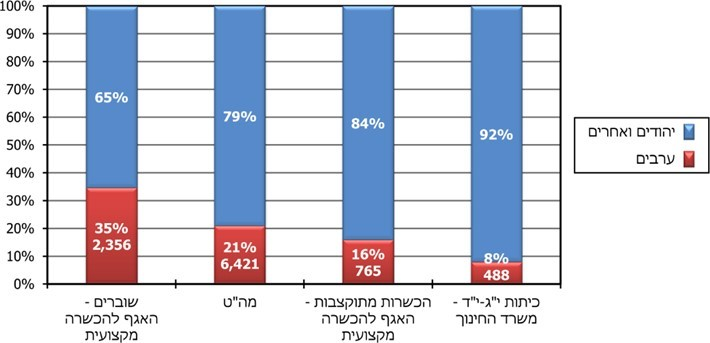 100%
90%
80%
70%
60%
50%
40%
30%
20%
10%
0%
65%
35%
2,356
79%
21%
6,421
84%
16%
765
92%
8%
488
שוברים -
האגף להכשרה
מקצועית
מה"ט
הכשרות מתוקצבות -
האגף להכשרה
מקצועית
כיתות י"ג-י"ד -
משרד החינוך
יהודים ואחרים
ערבים